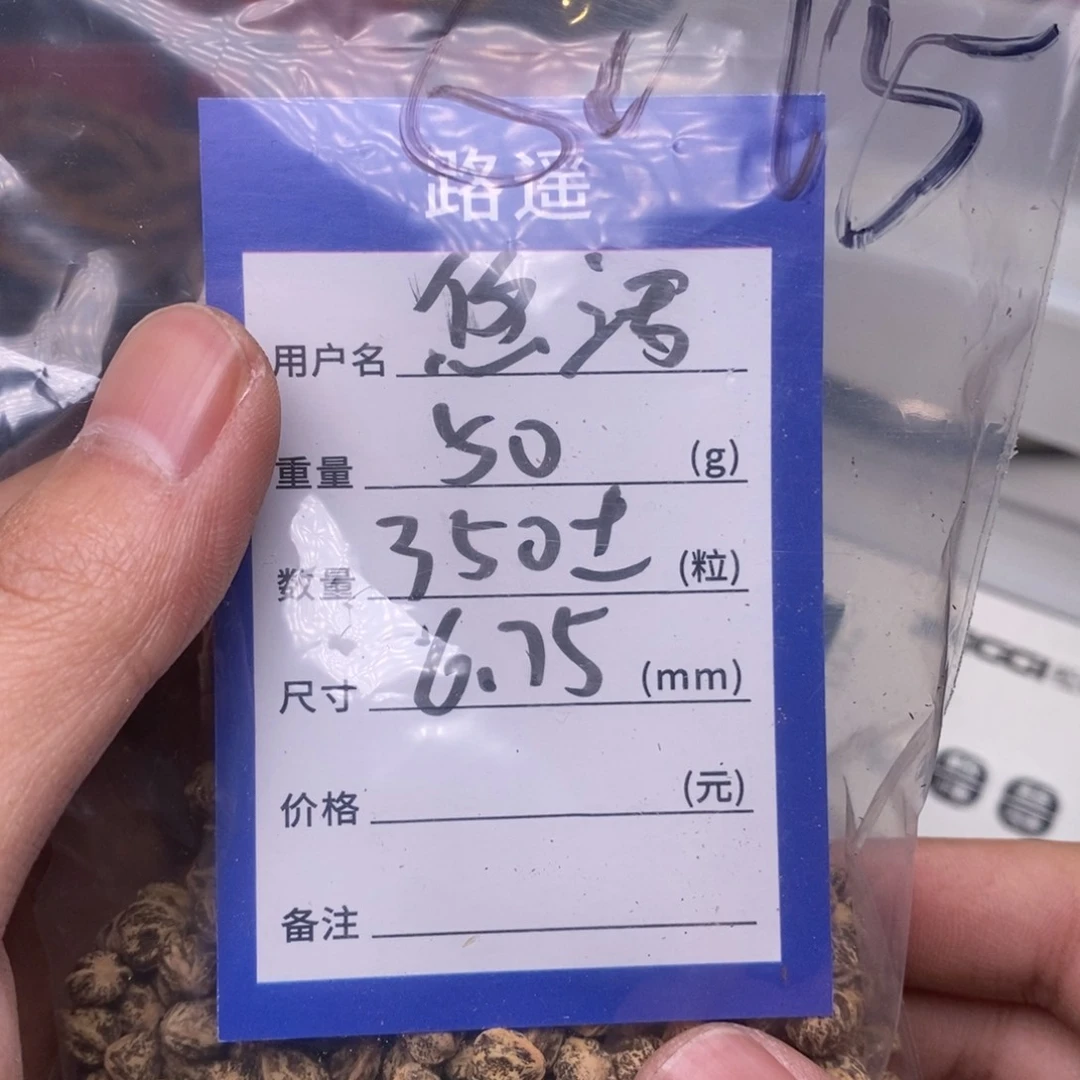 路遥
用户名 悠
重量 50 (g)
数量 350± (粒)
尺寸 6.75 (mm)
价格 (元)
备注